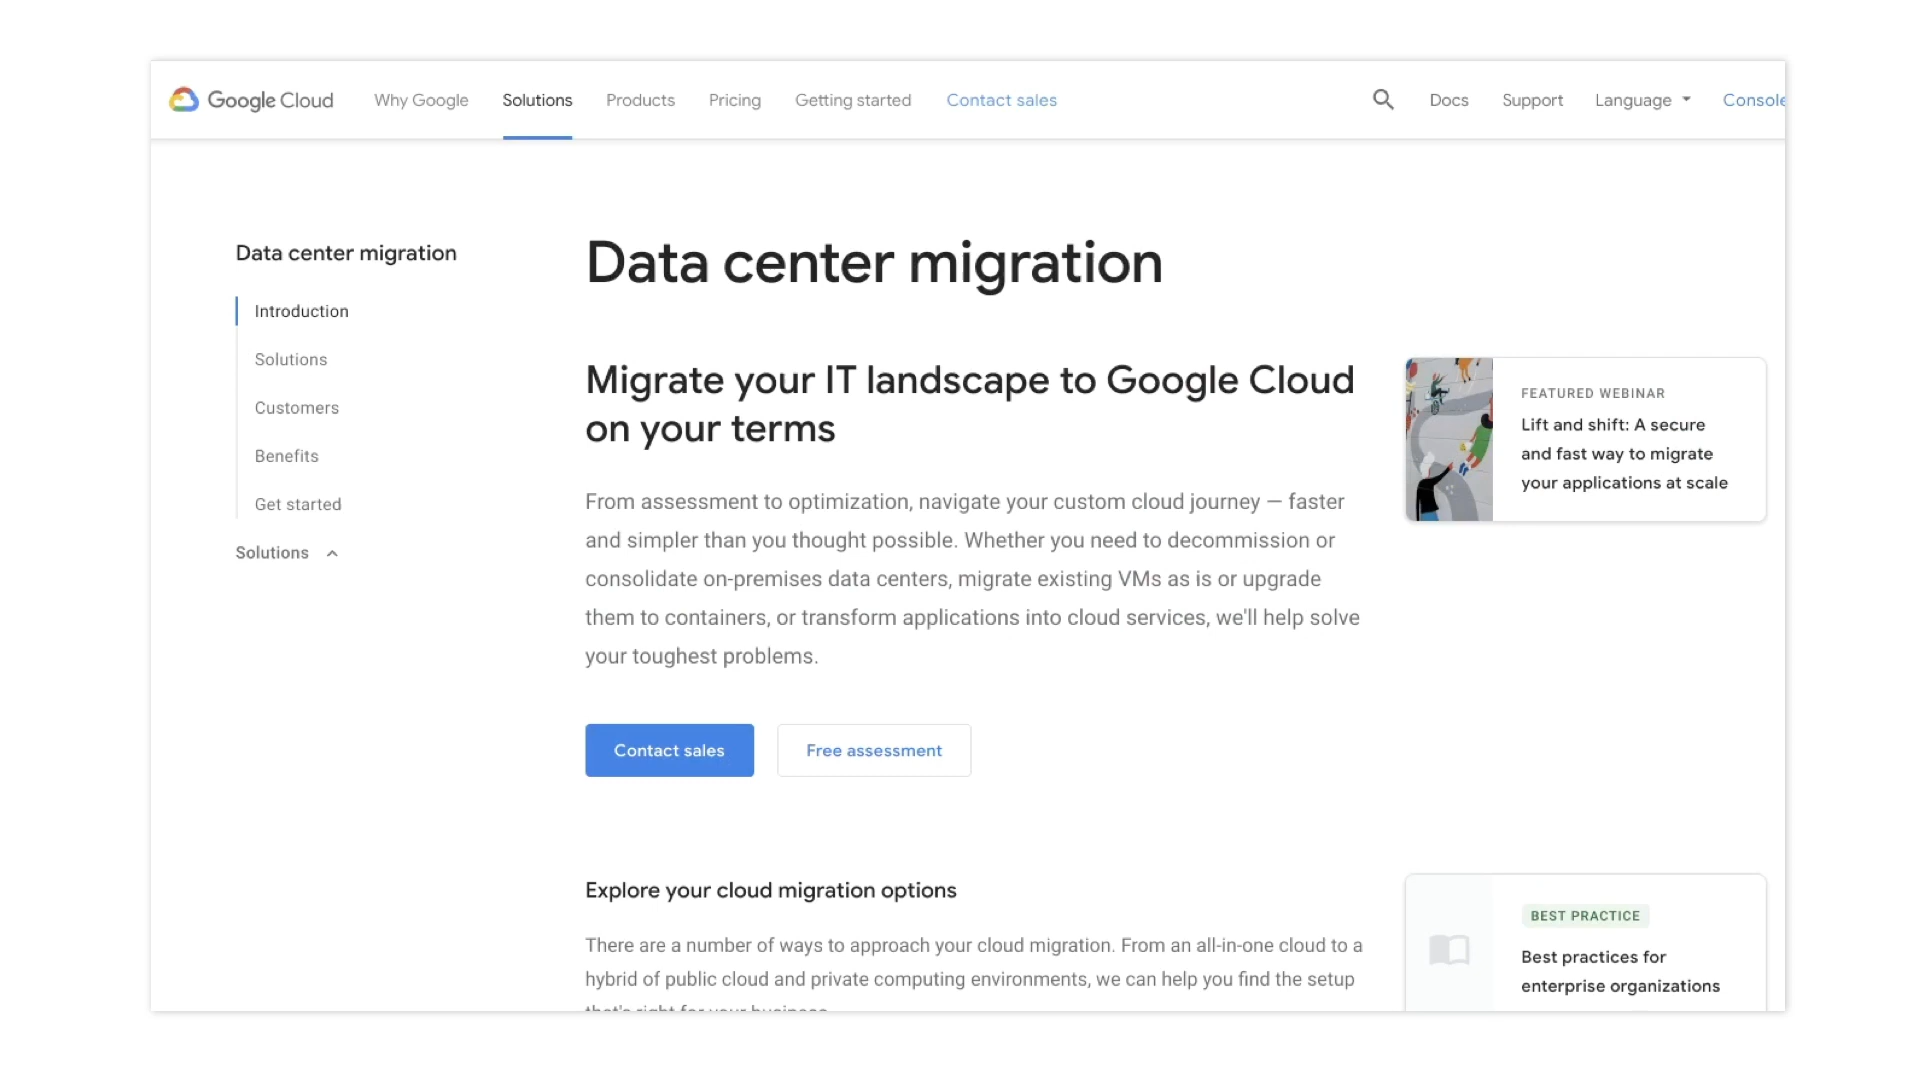 Google Cloud
Why Google
Solutions
Products
Pricing
Getting started
Contact sales
Docs
Support
Language
Console
Data center migration
Introduction
Solutions
Customers
Benefits
Get started
Solutions
Data center migration
Migrate your IT landscape to Google Cloud
on your terms
From assessment to optimization, navigate your custom cloud journey — faster
and simpler than you thought possible. Whether you need to decommission or
consolidate on-premises data centers, migrate existing VMs as is or upgrade
them to containers, or transform applications into cloud services, we'll help solve
your toughest problems.
Contact sales
Free assessment
FEATURED WEBINAR
Lift and shift: A secure
and fast way to migrate
your applications at scale
Explore your cloud migration options
There are a number of ways to approach your cloud migration. From an all-in-one cloud to a
hybrid of public cloud and private computing environments, we can help you find the setup
that's right for your business.
BEST PRACTICE
Best practices for
enterprise organizations